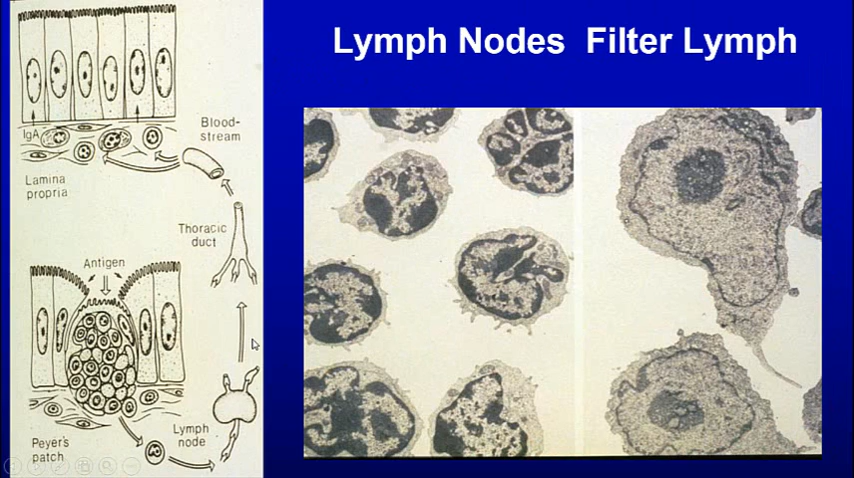 Lymph Nodes Filter Lymph
IgA
Blood-
stream
Lamina
propria
Thoracic
duct
Antigen
Lymph
node
Peyer's
patch